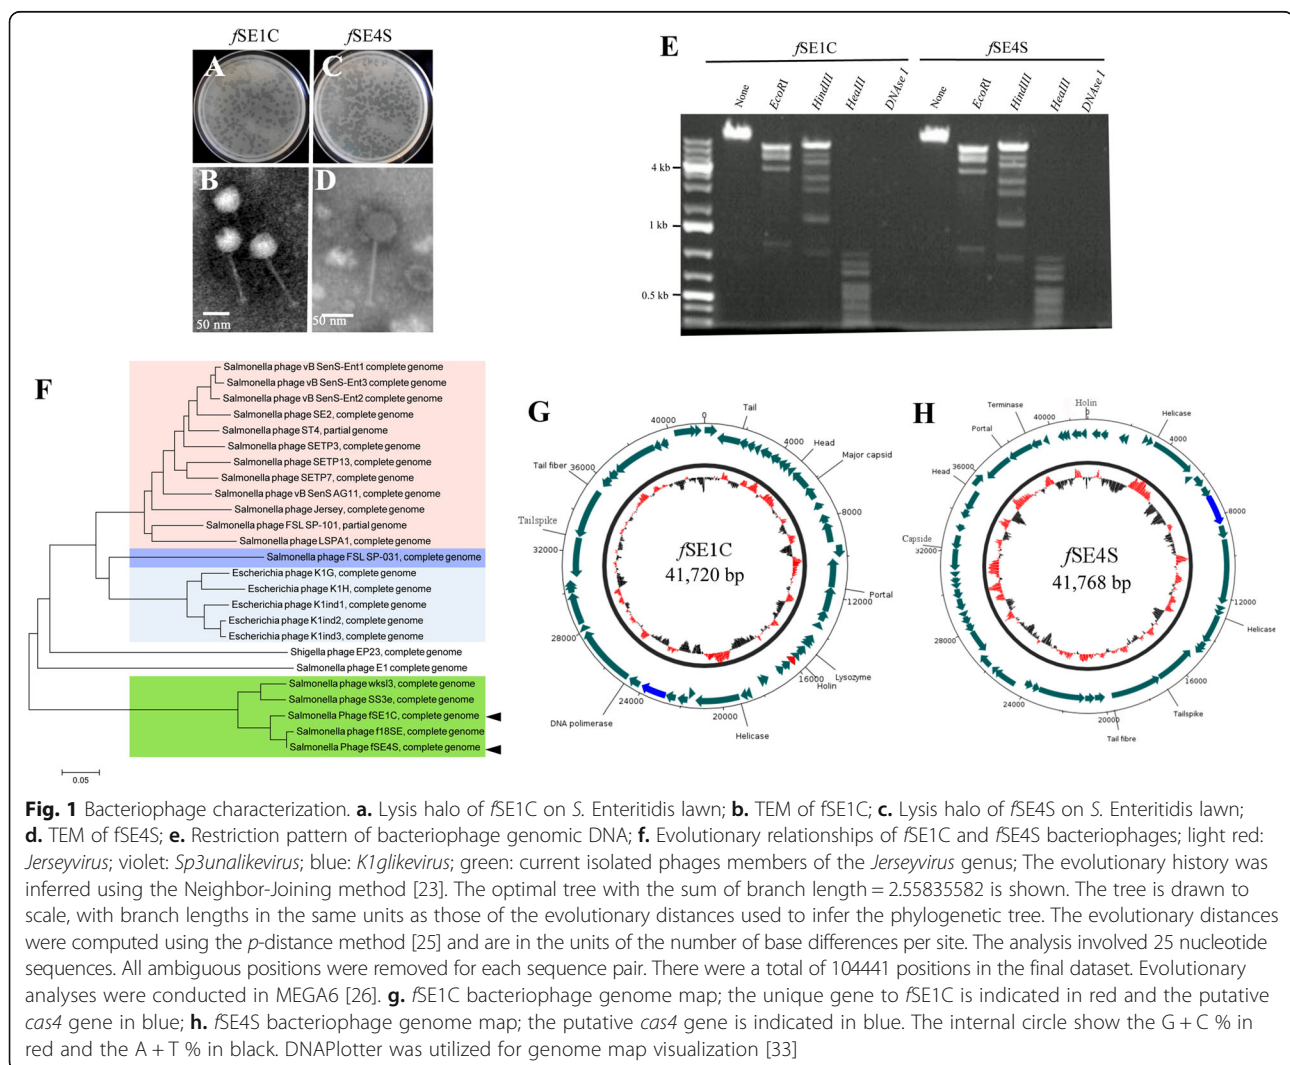 fSE1C
fSE4S
A
C
B
D
50 nm
50 nm
E
fSE1C
fSE4S
None
EcoRI
HindIII
HeaIII
DNAse I
None
EcoRI
HindIII
HeaIII
DNAse I
4 kb
1 kb
0.5 kb
F
Salmonella phage vB SenS-Ent1 complete genome
Salmonella phage vB SenS-Ent3 complete genome
Salmonella phage vB SenS-Ent2 complete genome
Salmonella phage SE2, complete genome
Salmonella phage ST4, partial genome
Salmonella phage SETP3, complete genome
Salmonella phage SETP13, complete genome
Salmonella phage SETP7, complete genome
Salmonella phage vB SenS AG11, complete genome
Salmonella phage Jersey, complete genome
Salmonella phage FSL SP-101, partial genome
Salmonella phage LSPA1, complete genome
Salmonella phage FSL SP-031, complete genome
Escherichia phage K1G, complete genome
Escherichia phage K1H, complete genome
Escherichia phage K1ind1, complete genome
Escherichia phage K1ind2, complete genome
Escherichia phage K1ind3, complete genome
Shigella phage EP23, complete genome
Salmonella phage E1 complete genome
Salmonella phage wksl3, complete genome
Salmonella phage SS3e, complete genome
Salmonella Phage fSE1C, complete genome
Salmonella phage f18SE, complete genome
Salmonella Phage fSE4S, complete genome
0.05
G
0
Tail
4000
Head
Major capsid
8000
Portal
12000
Lysozyme
Holin
16000
20000
Helicase
24000
DNA polimerase
28000
32000
Tailspike
Tail fiber
36000
40000
fSE1C
41,720 bp
H
Holin
0
Helicase
4000
8000
12000
Helicase
16000
Tailspike
Tail fibre
20000
24000
28000
32000
Capside
Head
36000
Portal
Terminase
40000
fSE4S
41,768 bp
Fig. 1 Bacteriophage characterization. a. Lysis halo of fSE1C on S. Enteritidis lawn; b. TEM of fSE1C; c. Lysis halo of fSE4S on S. Enteritidis lawn;
d. TEM of fSE4S; e. Restriction pattern of bacteriophage genomic DNA; f. Evolutionary relationships of fSE1C and fSE4S bacteriophages; light red:
Jerseyvirus; violet: Sp3unalikevirus; blue: K1glikevirus; green: current isolated phages members of the Jerseyvirus genus; The evolutionary history was
inferred using the Neighbor-Joining method [23]. The optimal tree with the sum of branch length = 2.55835582 is shown. The tree is drawn to
scale, with branch lengths in the same units as those of the evolutionary distances used to infer the phylogenetic tree. The evolutionary distances
were computed using the p-distance method [25] and are in the units of the number of base differences per site. The analysis involved 25 nucleotide
sequences. All ambiguous positions were removed for each sequence pair. There were a total of 104441 positions in the final dataset. Evolutionary
analyses were conducted in MEGA6 [26]. g. fSE1C bacteriophage genome map; the unique gene to fSE1C is indicated in red and the putative
cas4 gene in blue; h. fSE4S bacteriophage genome map; the putative cas4 gene is indicated in blue. The internal circle show the G + C % in
red and the A + T % in black. DNAPlotter was utilized for genome map visualization [33]